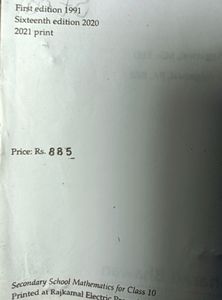 First edition 1991
Sixteenth edition 2020
2021 print
Price: Rs. 885
Secondary School Mathematics for Class 10
Printed at Rajkamal Electric